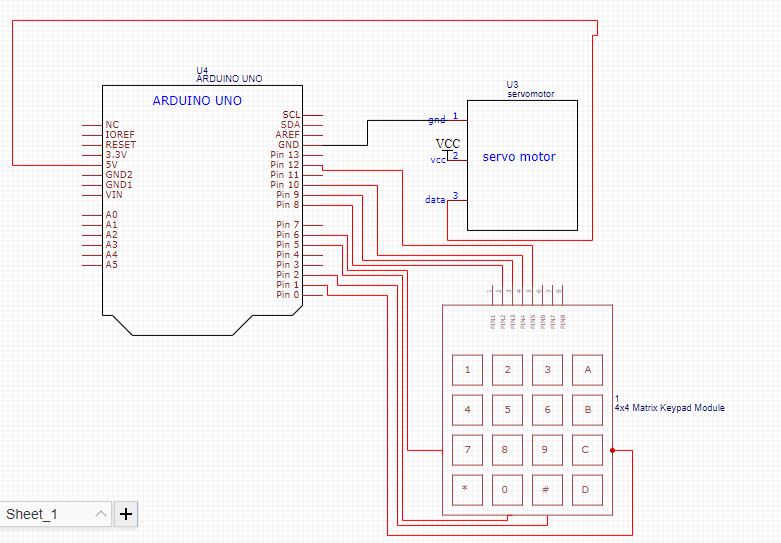 U4
ARDUINO UNO
ARDUINO UNO
NC
IOREF
RESET
3.3V
5V
GND2
GND1
VIN
A0
A1
A2
A3
A4
A5
SCL
SDA
AREF
GND
Pin 13
Pin 12
Pin 11
Pin 10
Pin 9
Pin 8
Pin 7
Pin 6
Pin 5
Pin 4
Pin 3
Pin 2
Pin 1
Pin 0
U3
servomotor
gnd 1
VCC
vcc 2
servo motor
data 3
1 2 3 4 5 6 7 8
PIN1 PIN2 PIN3 PIN4 PIN5 PIN6 PIN7 PIN8
1 2 3 A
4 5 6 B
7 8 9 C
* 0 # D
1
4x4 Matrix Keypad Module
Sheet_1
+